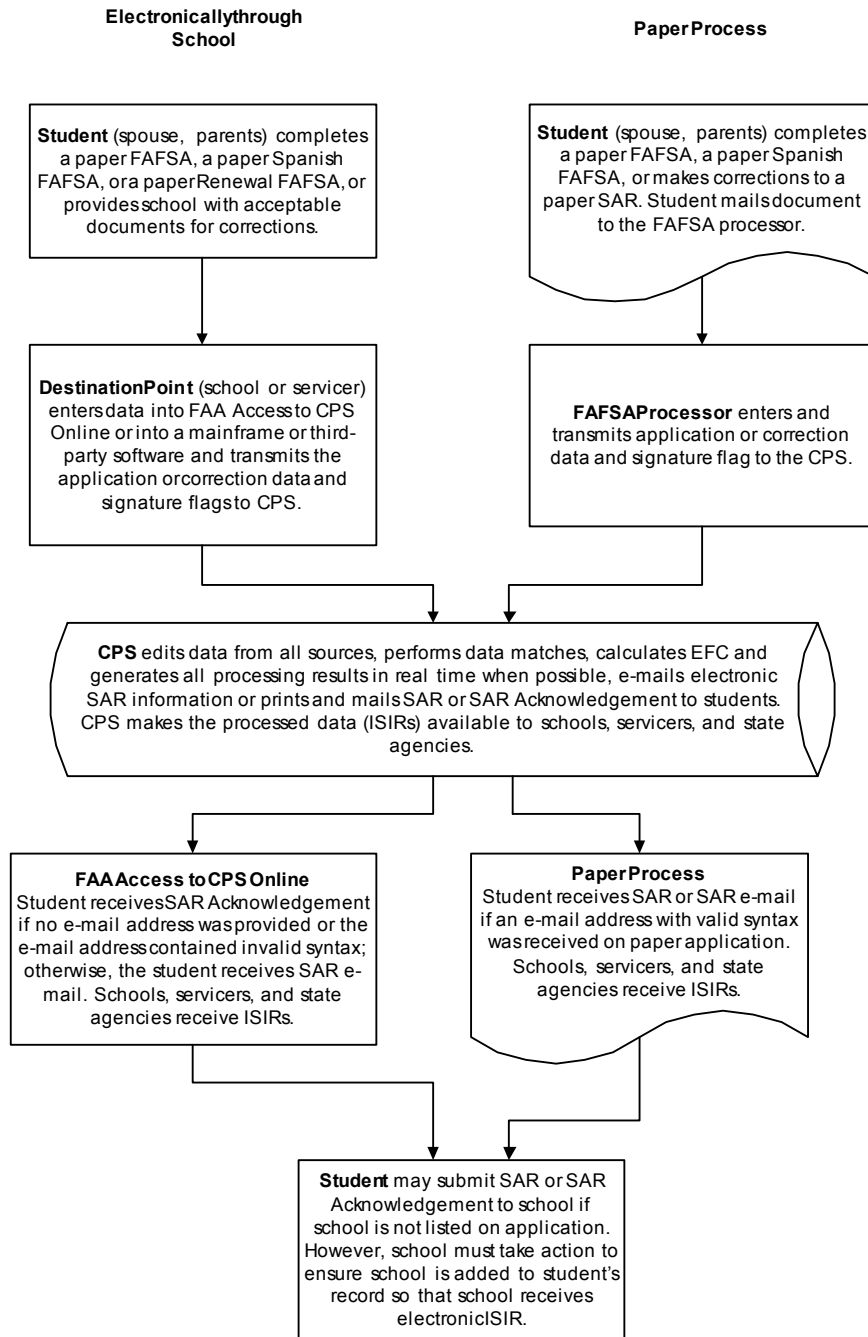 Electronicallythrough
School
PaperProcess
Student (spouse, parents) completes
a paper FAFSA, a paper Spanish
FAFSA, ora paperRenewal FAFSA, or
providesschool with acceptable
documents for corrections.
Student (spouse, parents) completes
a paper FAFSA, a paper Spanish
FAFSA, or makes corrections to a
paper SAR. Student mails document
to the FAFSA processor.
DestinationPoint (school or servicer)
entersdata into FAA Access to CPS
Online or into a mainframe or third-
party software and transmits the
application orcorrection data and
signature flagsto CPS.
FAFSAProcessor enters and
transmits application or correction
data and signature flag to the CPS.
CPS edits data from all sources, performs data matches, calculates EFC and
generates all processing results in real time when possible, e-mails electronic
SAR information or printsand mails SAR or SAR Acknowledgement to students.
CPS makes the processed data (ISIRs) available to schools, servicers, and state
agencies.
FAAAccess toCPSOnline
Student receivesSAR Acknowledgement
if no e-mail address was provided or the
e-mail addresscontained invalid syntax;
otherwise, the student receives SAR e-
mail. Schools, servicers, and state
agencies receive ISIRs.
PaperProcess
Student receives SAR or SAR e-mail
if an e-mail address with valid syntax
was received on paper application.
Schools, servicers, and state
agencies receive ISIRs.
Student may submit SAR or SAR
Acknowledgement to school if
school is not listed on application.
However, school must take action to
ensure school is added to student's
record so that school receives
electronicISIR.